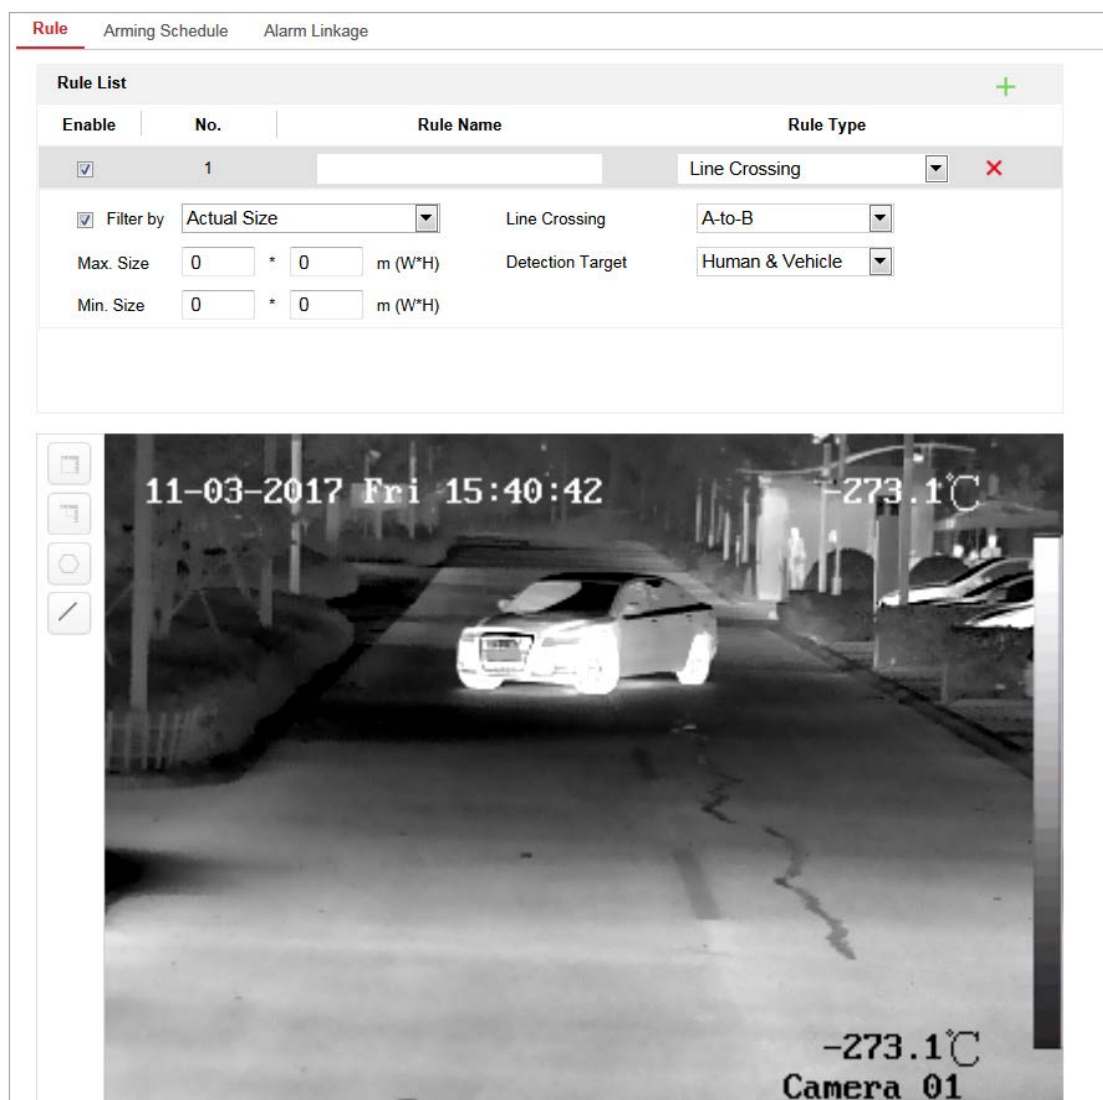 Rule Arming Schedule Alarm Linkage
Rule List
Enable No. Rule Name Rule Type
1 Line Crossing
Filter by Actual Size Line Crossing A-to-B
Max. Size 0 * 0 m (W*H) Detection Target Human & Vehicle
Min. Size 0 * 0 m (W*H)
11-03-2017 Fri 15:40:42 -273.1℃
-273.1℃
Camera 01